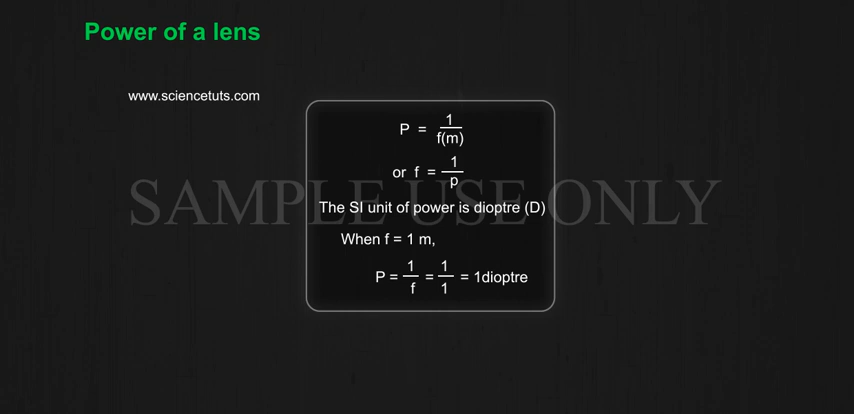 Power of a lens
www.sciencetuts.com
P = 1/f(m)
or f = 1/p
SAMPLE USE ONLY
The SI unit of power is dioptre (D)
When f = 1 m,
P = 1/f = 1/1 = 1dioptre